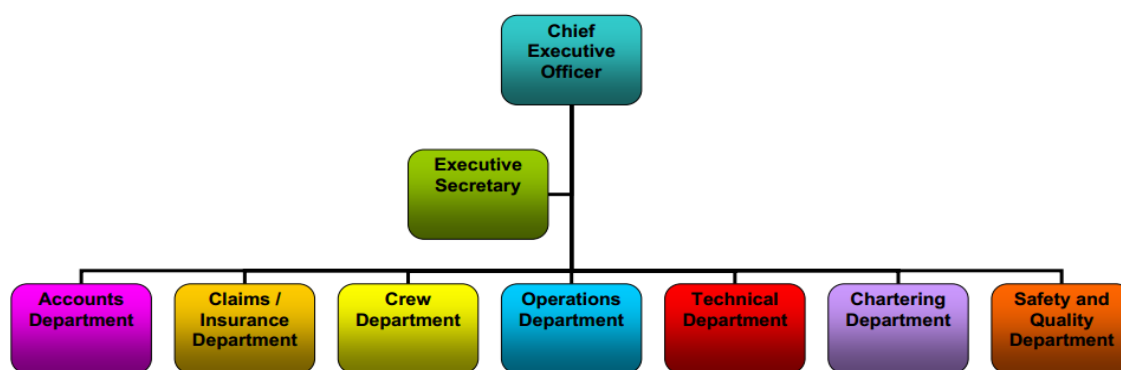 Chief
Executive
Officer
Executive
Secretary
Accounts
Department
Claims /
Insurance
Department
Crew
Department
Operations
Department
Technical
Department
Chartering
Department
Safety and
Quality
Department